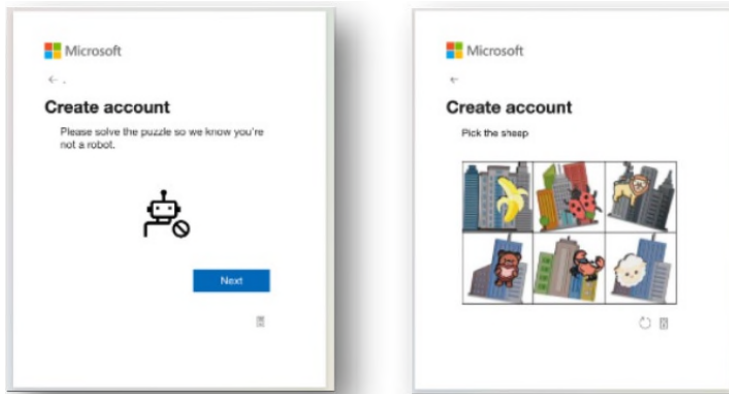 Microsoft
Create account
Please solve the puzzle so we know you're
not a robot.
Next
Microsoft
Create account
Pick the sheep